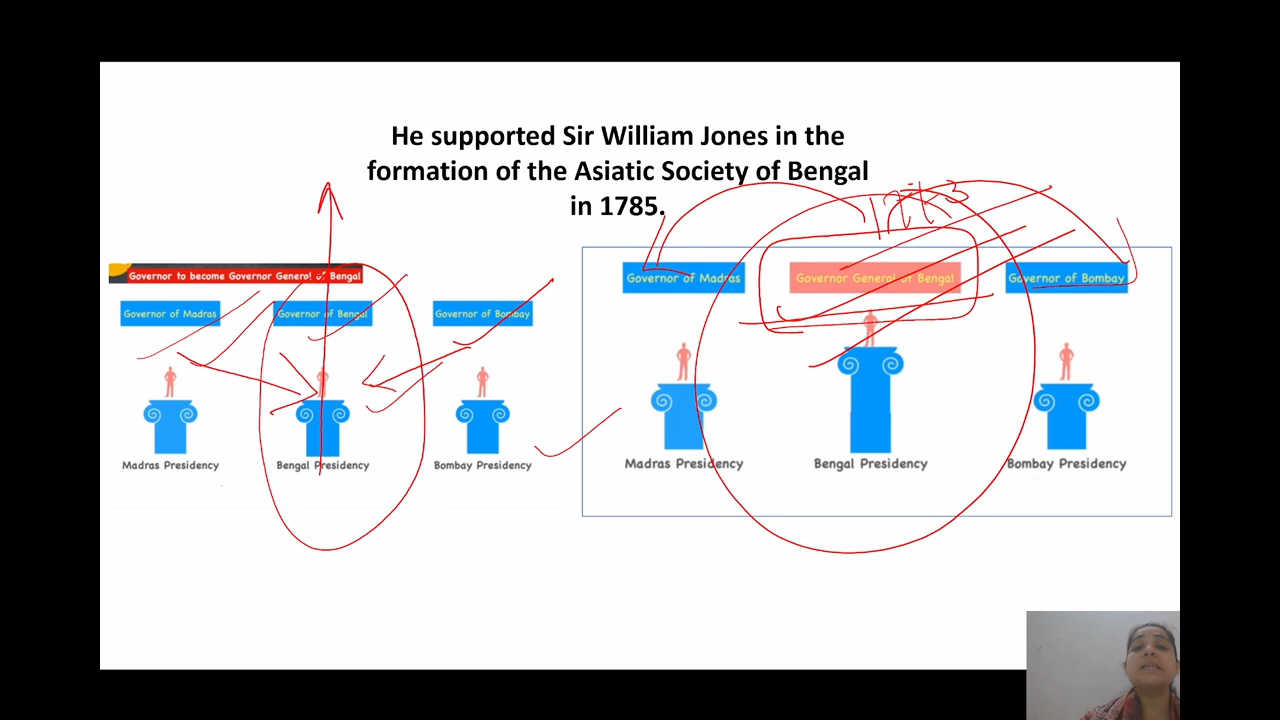 He supported Sir William Jones in the
formation of the Asiatic Society of Bengal
in 1785.
1773
Governor to become Governor General of Bengal
Governor of Madras
Governor of Bengal
Governor of Bombay
Madras Presidency
Bengal Presidency
Bombay Presidency
Governor of Madras
Governor General of Bengal
Governor of Bombay
Madras Presidency
Bengal Presidency
Bombay Presidency